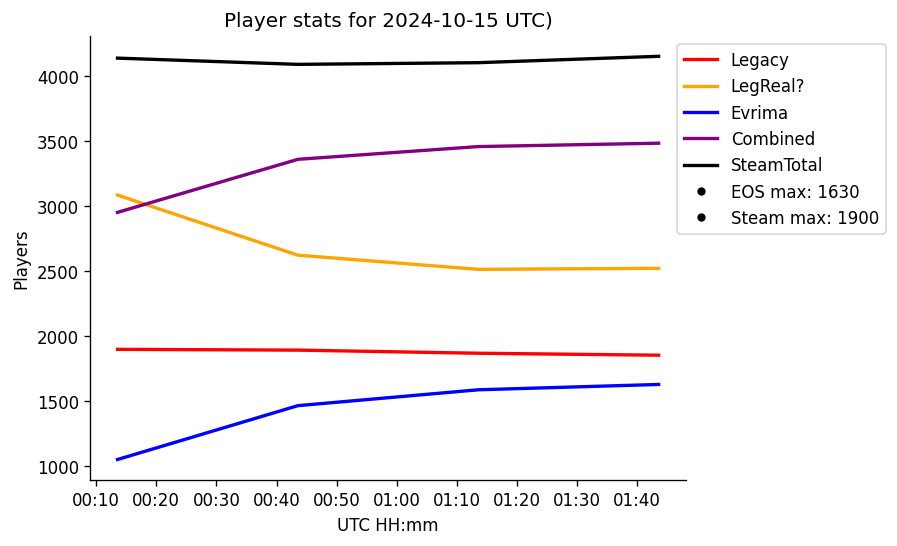 Player stats for 2024-10-15 UTC)
Legacy
LegReal?
Evrima
Combined
SteamTotal
EOS max: 1630
Steam max: 1900
Players
4000
3500
3000
2500
2000
1500
1000
00:10 00:20 00:30 00:40 00:50 01:00 01:10 01:20 01:30 01:40
UTC HH:mm